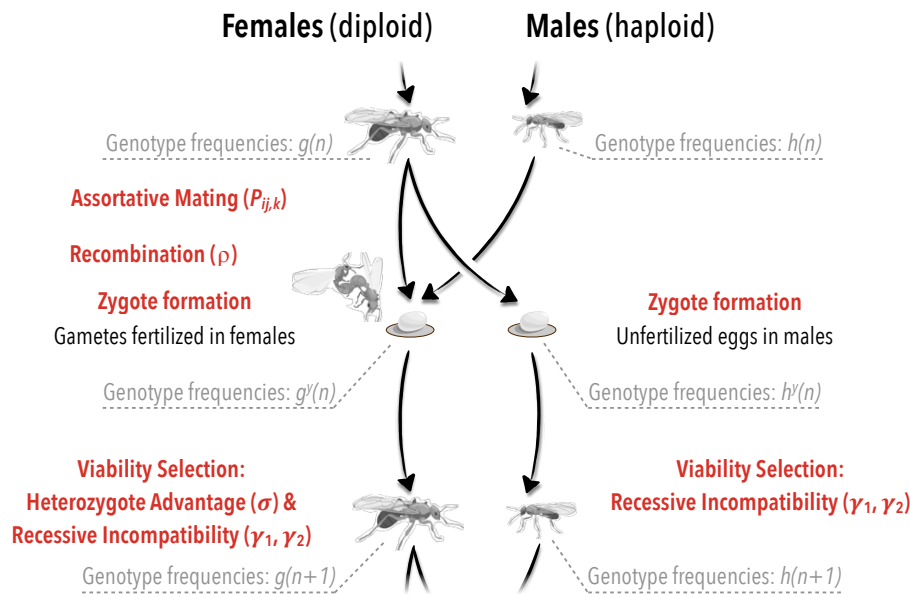 Females (diploid)
Males (haploid)
Genotype frequencies: g(n)
Genotype frequencies: h(n)
Assortative Mating (Pij,k)
Recombination (ρ)
Zygote formation
Gametes fertilized in females
Zygote formation
Unfertilized eggs in males
Genotype frequencies: gʸ(n)
Genotype frequencies: hʸ(n)
Viability Selection:
Heterozygote Advantage (σ) &
Recessive Incompatibility (γ₁, γ₂)
Viability Selection:
Recessive Incompatibility (γ₁, γ₂)
Genotype frequencies: g(n+1)
Genotype frequencies: h(n+1)